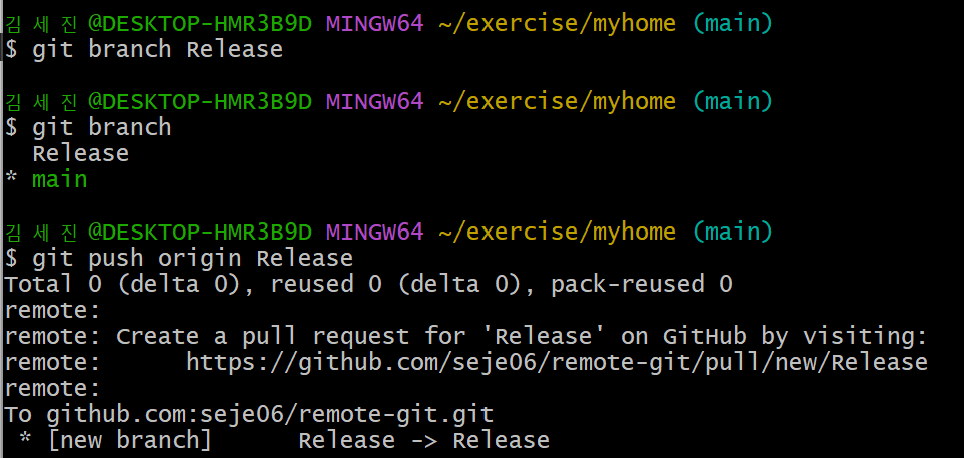 김 세 진 @DESKTOP-HMR3B9D MINGW64 ~/exercise/myhome (main)
$ git branch Release
김 세 진 @DESKTOP-HMR3B9D MINGW64 ~/exercise/myhome (main)
$ git branch
  Release
* main
김 세 진 @DESKTOP-HMR3B9D MINGW64 ~/exercise/myhome (main)
$ git push origin Release
Total 0 (delta 0), reused 0 (delta 0), pack-reused 0
remote:
remote: Create a pull request for 'Release' on GitHub by visiting:
remote:      https://github.com/seje06/remote-git/pull/new/Release
remote:
To github.com:seje06/remote-git.git
 * [new branch]      Release -> Release